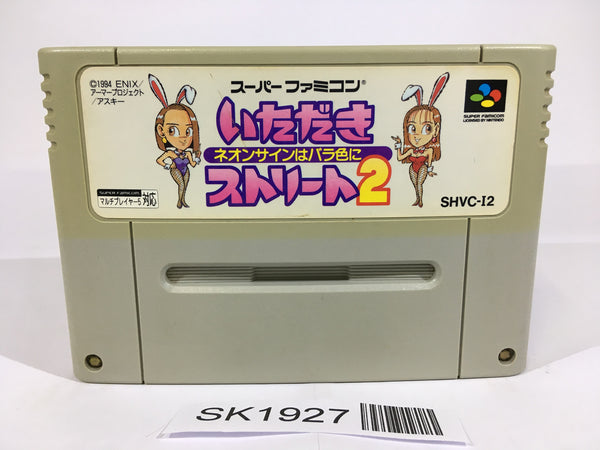 ©1994 ENIX/
アーマープロジェクト
/アスキー
スーパーファミコン®
いただき
ネオンサインはバラ色に
ストリート2
SUPER FAMICOM
LICENSED BY NINTENDO
SUPER FAMICOM
マルチプレイヤー5 対応
SHVC-I2
SK1927